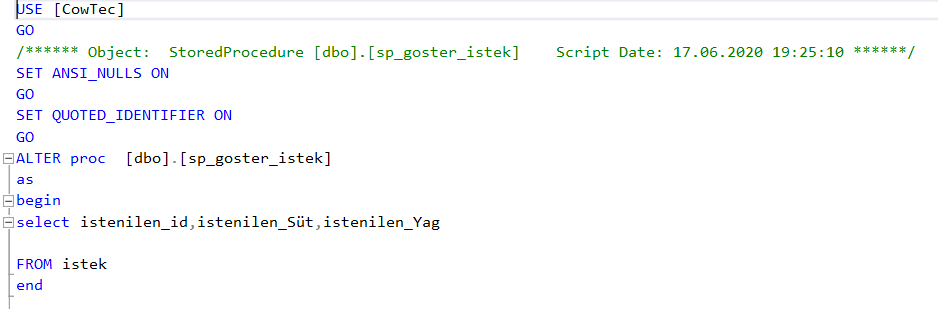 USE [CowTec]
GO
/****** Object:  StoredProcedure [dbo].[sp_goster_istek]    Script Date: 17.06.2020 19:25:10 ******/
SET ANSI_NULLS ON
GO
SET QUOTED_IDENTIFIER ON
GO
ALTER proc  [dbo].[sp_goster_istek]
as
begin
select istenilen_id,istenilen_Süt,istenilen_Yag
FROM istek
end